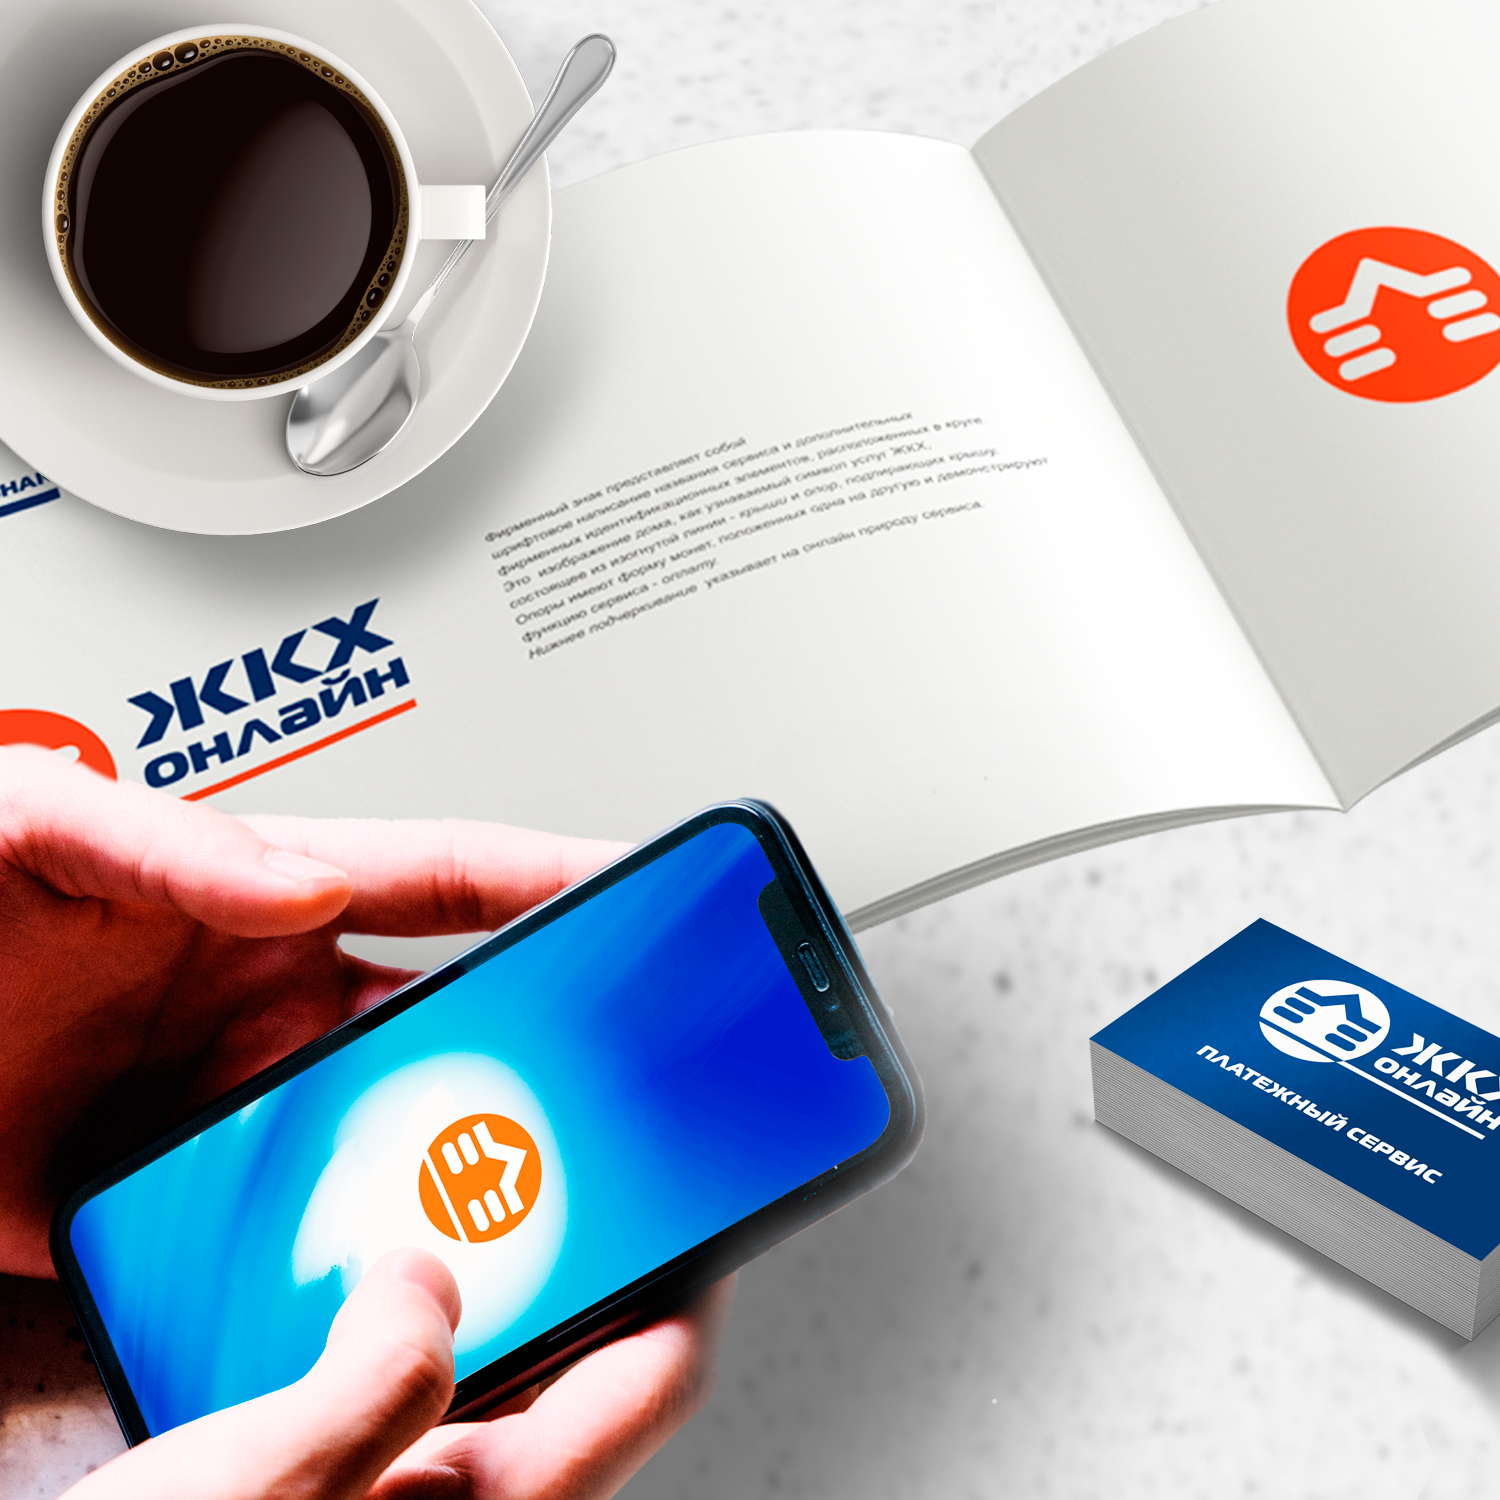 ЖКХ
онлайн
Фирменный знак представляет собой
шрифтовое написание названия сервиса и дополнительных
фирменных идентификационных элементов, расположенных в круге.
Это изображение дома, как узнаваемый символ услуг ЖКХ,
состоящее из изогнутой линии - крыши и опор, подпирающих крышу.
Опоры имеют форму монет, положенных одна на другую и демонстрируют
функцию сервиса - оплату.
Нижнее подчеркивание указывает на онлайн природу сервиса.
ЖКХ
онлайн
ПЛАТЕЖНЫЙ СЕРВИС